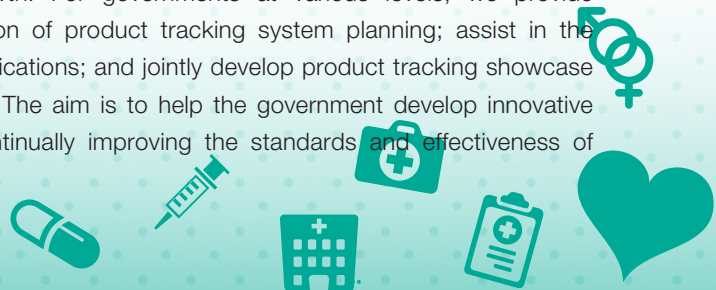 For governments at various levels, we provide
ion of product tracking system planning; assist in the
ications; and jointly develop product tracking showcase
The aim is to help the government develop innovative
ntinually improving the standards and effectiveness of